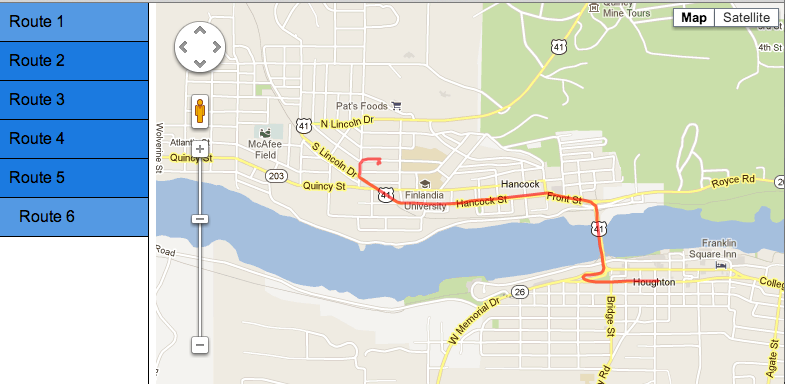 Route 1
Route 2
Route 3
Route 4
Route 5
Route 6
Map
Satellite
Quincy
Mine Tours
41
4th St
Pat's Foods
N Lincoln Dr
41
McAfee
Field
S Lincoln Dr
Wolverine St
Quincy St
203
Quincy St
41
Finlandia
University
Hancock
Hancock St
Front St
Royce Rd
41
Franklin
Square Inn
Road
26
Houghton
W Memorial Dr
Bridge St
Agate St